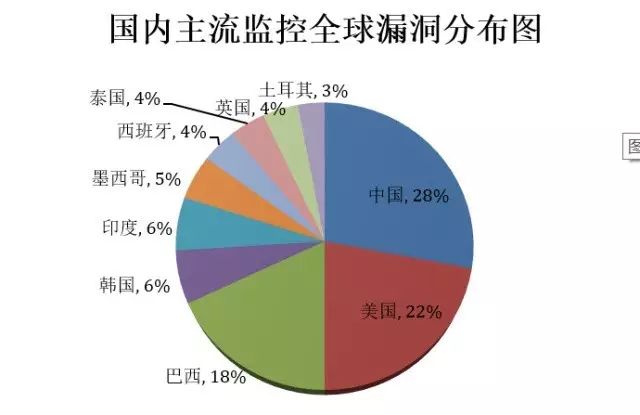 国内主流监控全球漏洞分布图
土耳其, 3%
泰国, 4%
英国, 4%
西班牙, 4%
墨西哥, 5%
中国, 28%
印度, 6%
韩国, 6%
美国, 22%
巴西, 18%